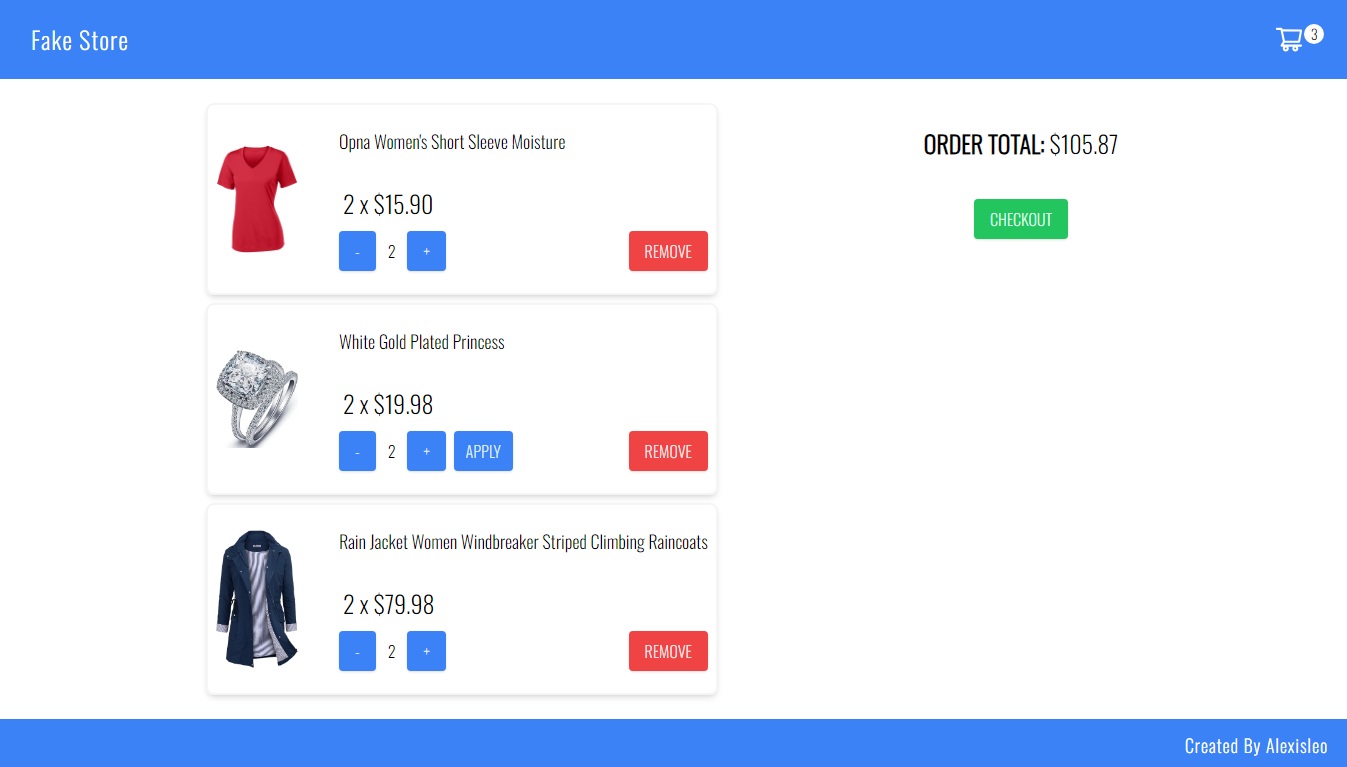 Fake Store
3
Opna Women's Short Sleeve Moisture
2 x $15.90
- 2 +
REMOVE
White Gold Plated Princess
2 x $19.98
- 2 + APPLY
REMOVE
Rain Jacket Women Windbreaker Striped Climbing Raincoats
2 x $79.98
- 2 +
REMOVE
ORDER TOTAL: $105.87
CHECKOUT
Created By Alexisleo